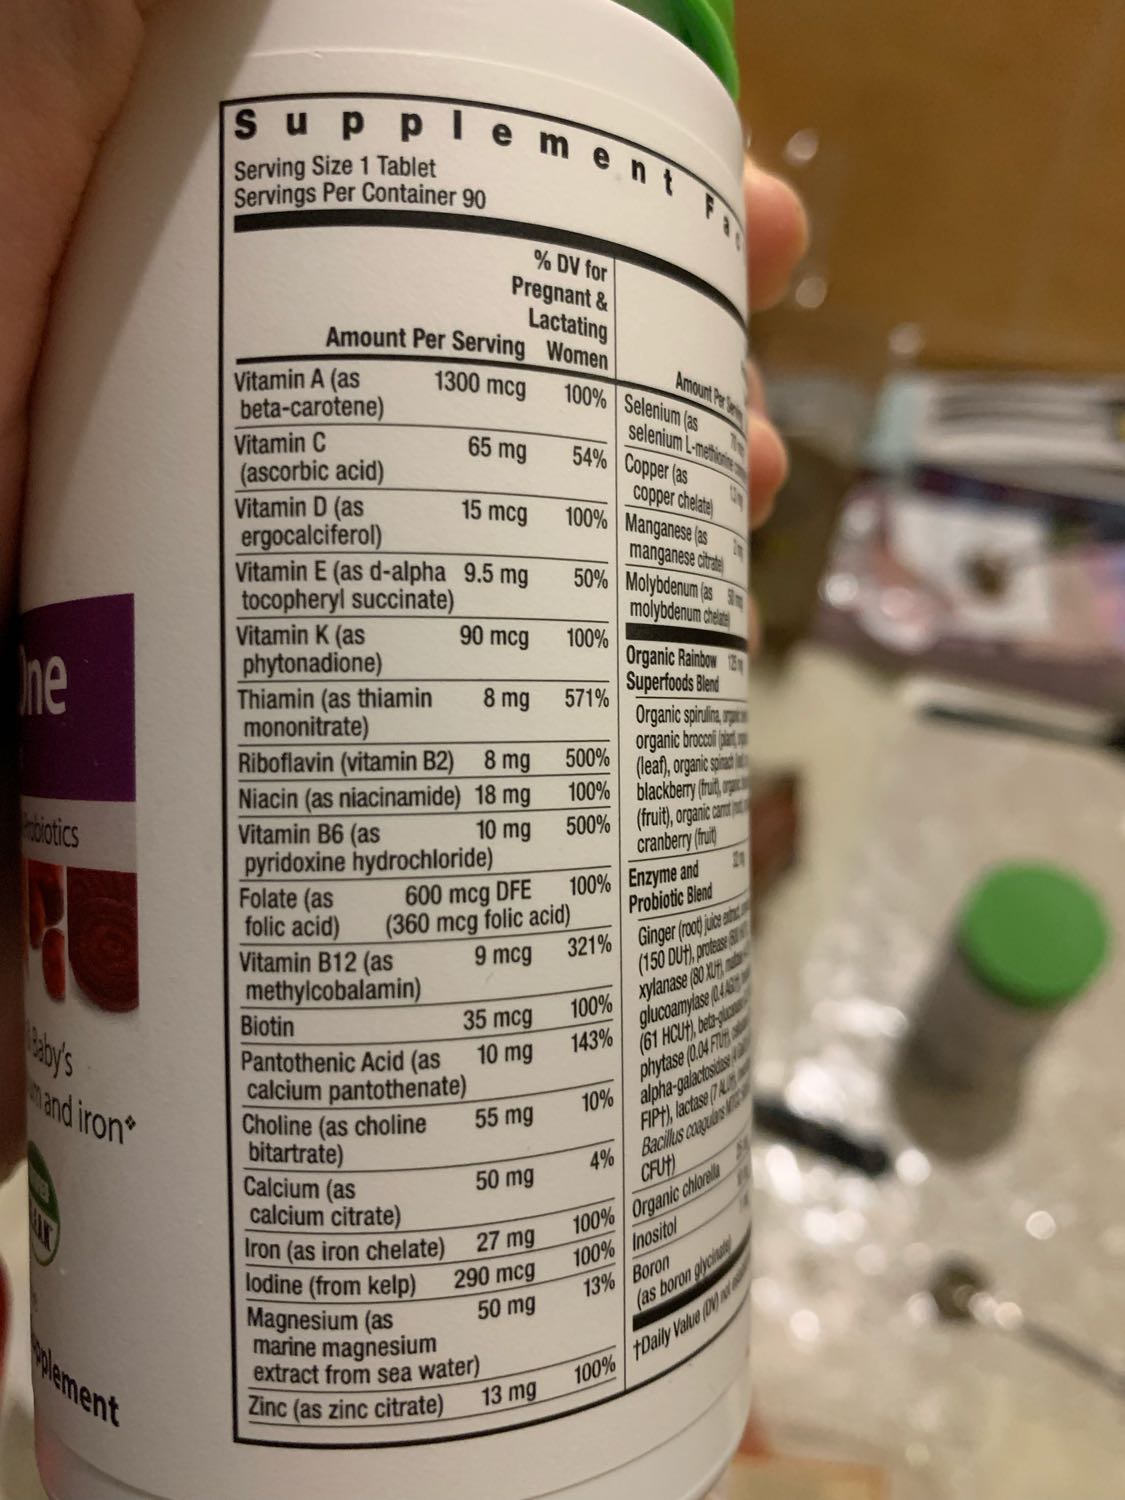 Supplement Fac
Serving Size 1 Tablet
Servings Per Container 90
% DV for
Pregnant &
Lactating
Amount Per Serving Women
Vitamin A (as 1300 mcg 100%
beta-carotene)
Vitamin C 65 mg 54%
(ascorbic acid)
Vitamin D (as 15 mcg 100%
ergocalciferol)
Vitamin E (as d-alpha 9.5 mg 50%
tocopheryl succinate)
Vitamin K (as 90 mcg 100%
phytonadione)
Thiamin (as thiamin 8 mg 571%
mononitrate)
Riboflavin (vitamin B2) 8 mg 500%
Niacin (as niacinamide) 18 mg 100%
Vitamin B6 (as 10 mg 500%
pyridoxine hydrochloride)
Folate (as 600 mcg DFE 100%
folic acid) (360 mcg folic acid)
Vitamin B12 (as 9 mcg 321%
methylcobalamin)
Biotin 35 mcg 100%
Pantothenic Acid (as 10 mg 143%
calcium pantothenate)
Choline (as choline 55 mg 10%
bitartrate)
Calcium (as 50 mg 4%
calcium citrate)
Iron (as iron chelate) 27 mg 100%
Iodine (from kelp) 290 mcg 100%
Magnesium (as 50 mg 13%
marine magnesium
extract from sea water)
Zinc (as zinc citrate) 13 mg 100%
Amount Per
Selenium (as
selenium L-methionine
Copper (as
copper chelate)
Manganese (as
manganese citrate)
Molybdenum (as
molybdenum chelate)
Organic Rainbow
Superfoods Blend
Organic spirulina,
organic broccoli (plant),
(leaf), organic spinach
blackberry (fruit),
(fruit), organic carrot
cranberry (fruit)
Enzyme and
Probiotic Blend
Ginger (root) juice extract,
(150 DU†), protease
xylanase (80 XU†),
glucoamylase (0.4
(61 HCU†),
phytase (0.04 FTU†),
alpha-galactosidase
FIP†), lactase (7
Bacillus coagulans
CFU†)
Organic chlorella
Inositol
Boron
(as boron glycinate)
†Daily Value (DV) not
ne
robiotics
Baby's
and iron❖
plement